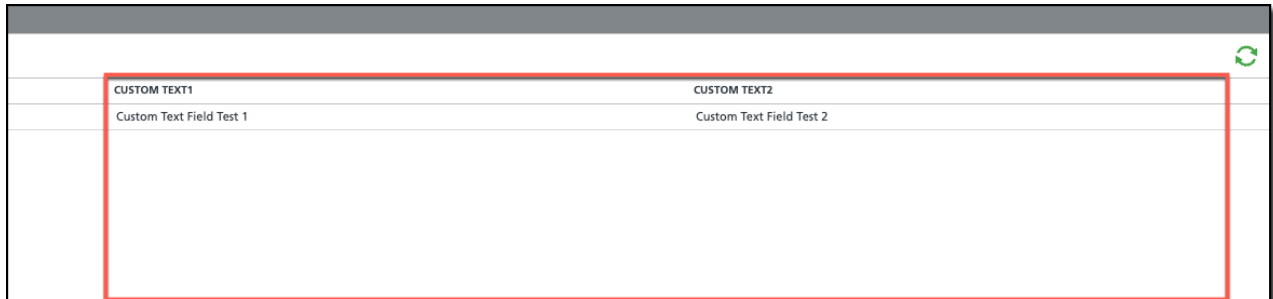 CUSTOM TEXT1 CUSTOM TEXT2
Custom Text Field Test 1 Custom Text Field Test 2